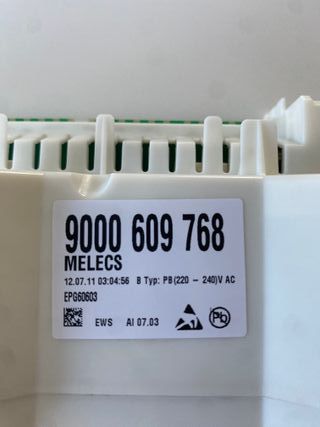 9000 609 768
MELECS
12.07.11 03:04:56 B Typ: PB(220 - 240)V AC
EPG60603
EWS AI 07.03 1 Pb